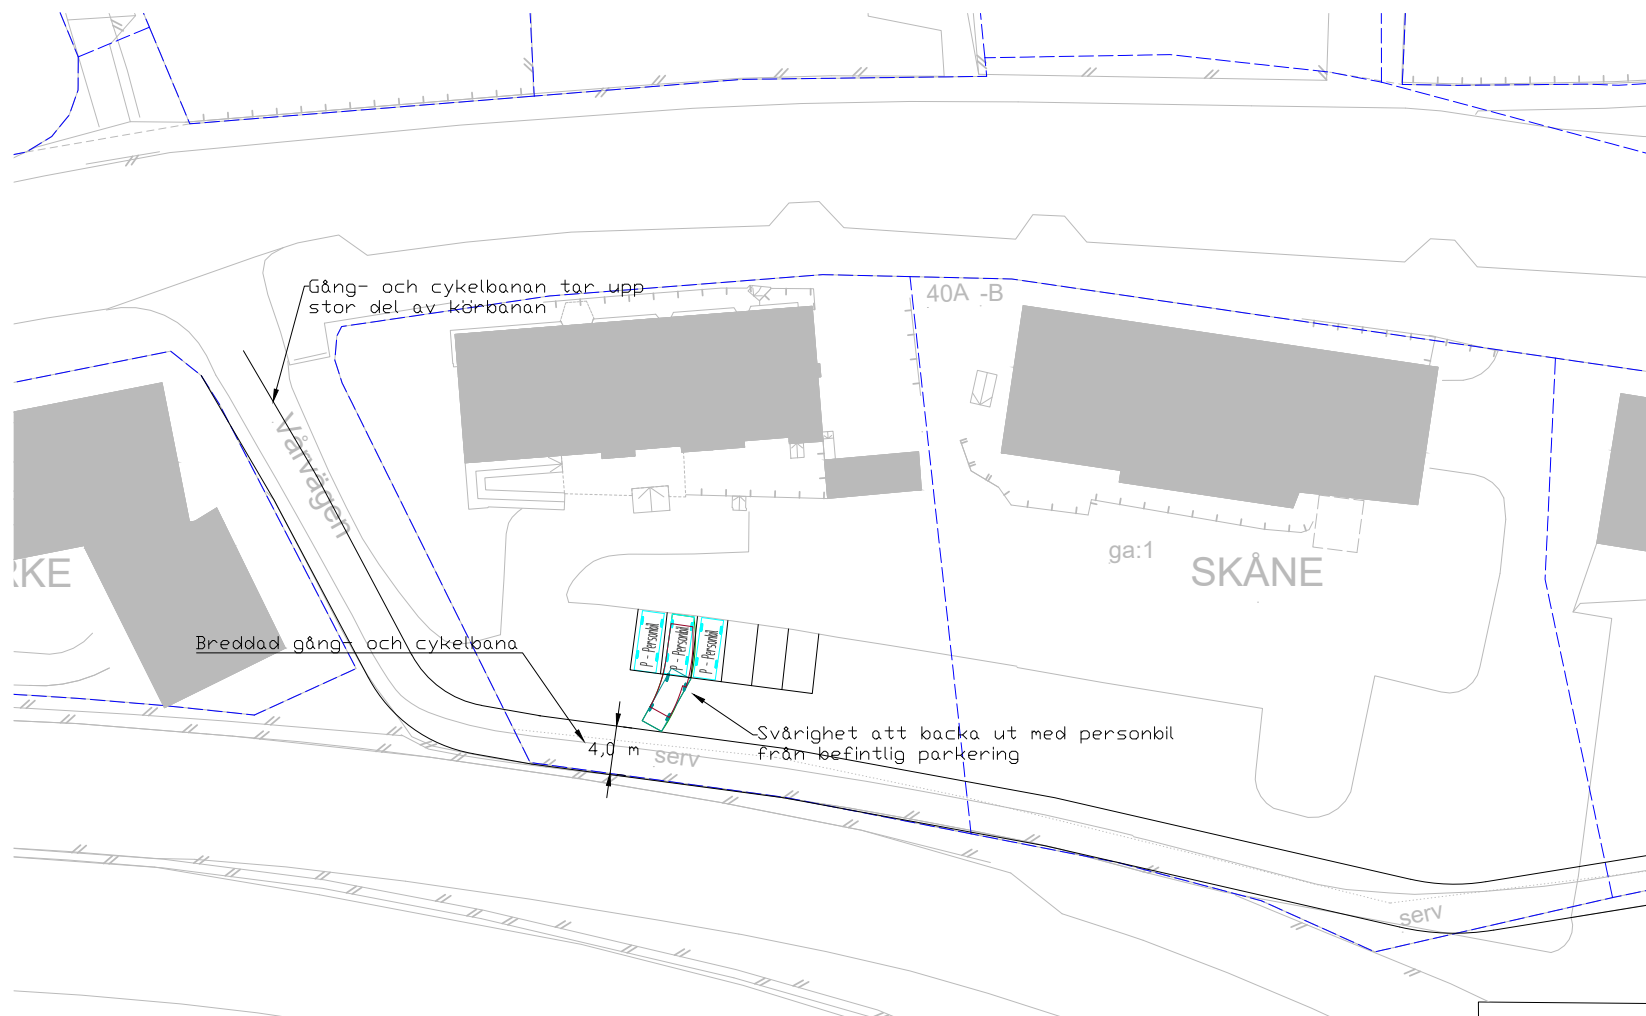 40A -B
Gång- och cykelbanan tar upp
stor del av körbanan
Vårvägen
ga:1
SKÅNE
RKE
Breddad gång- och cykelbana
P - Personbil
P - Personbil
P - Personbil
Svårighet att backa ut med personbil
från befintlig parkering
4,0 m
serv
serv